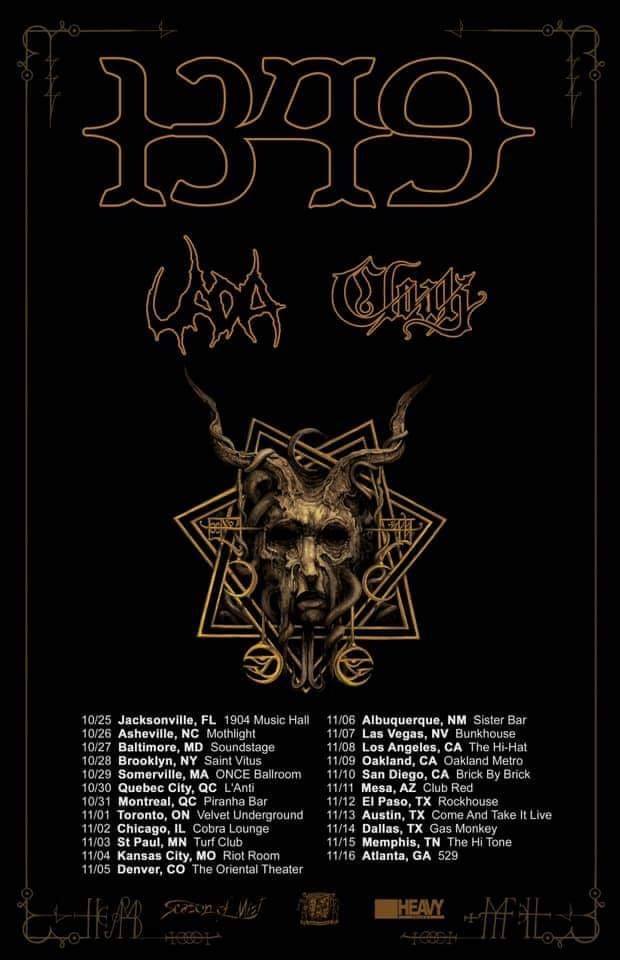 1349
UADA
Cloak
10/25 Jacksonville, FL 1904 Music Hall
10/26 Asheville, NC Mothlight
10/27 Baltimore, MD Soundstage
10/28 Brooklyn, NY Saint Vitus
10/29 Somerville, MA ONCE Ballroom
10/30 Quebec City, QC L'Anti
10/31 Montreal, QC Piranha Bar
11/01 Toronto, ON Velvet Underground
11/02 Chicago, IL Cobra Lounge
11/03 St Paul, MN Turf Club
11/04 Kansas City, MO Riot Room
11/05 Denver, CO The Oriental Theater
11/06 Albuquerque, NM Sister Bar
11/07 Las Vegas, NV Bunkhouse
11/08 Los Angeles, CA The Hi-Hat
11/09 Oakland, CA Oakland Metro
11/10 San Diego, CA Brick By Brick
11/11 Mesa, AZ Club Red
11/12 El Paso, TX Rockhouse
11/13 Austin, TX Come And Take It Live
11/14 Dallas, TX Gas Monkey
11/15 Memphis, TN The Hi Tone
11/16 Atlanta, GA 529
Season of Mist
HEAVY